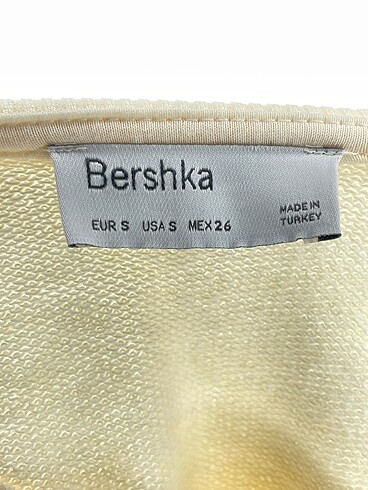 Bershka
EUR S USA S MEX 26
MADE IN
TURKEY